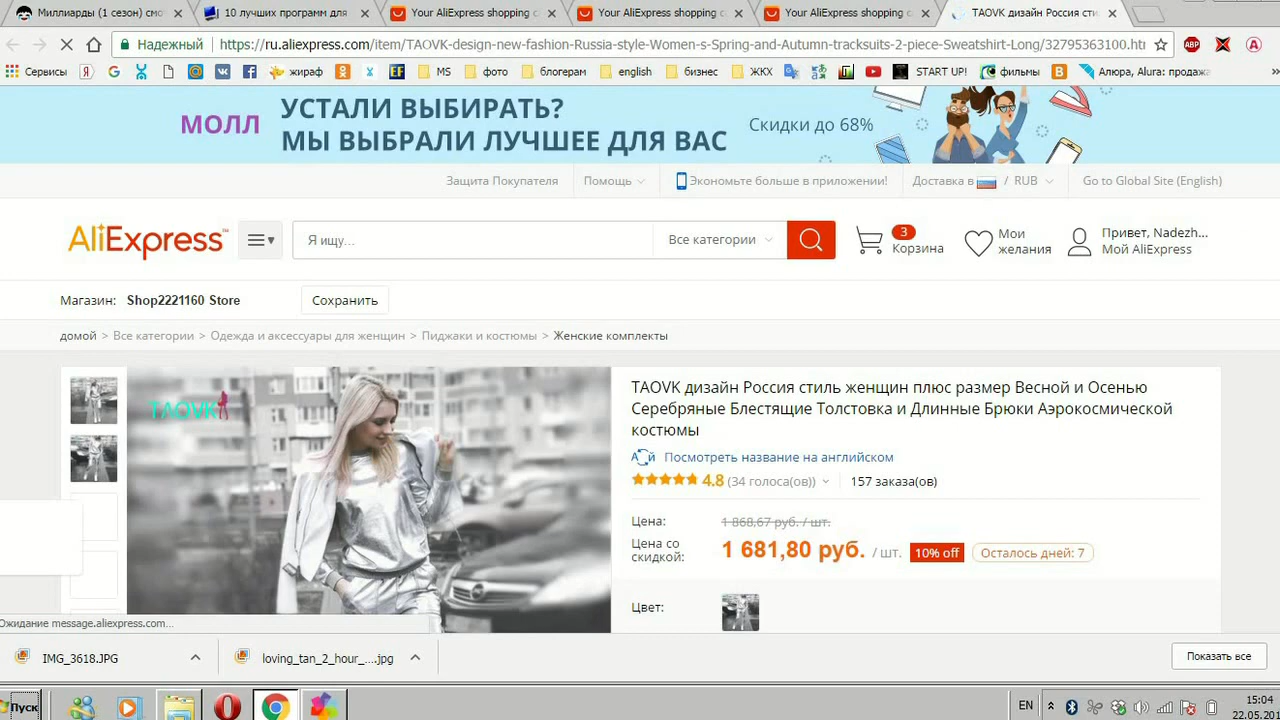 Миллиарды (1 сезон) смо
10 лучших программ для
Your AliExpress shopping c
Your AliExpress shopping c
Your AliExpress shopping c
TAOVK дизайн Россия сти
Надежный
https://ru.aliexpress.com/item/TAOVK-design-new-fashion-Russia-style-Women-s-Spring-and-Autumn-tracksuits-2-piece-Sweatshirt-Long/32795363100.ht
ABP
Сервисы
жираф
MS
фото
блогерам
english
бизнес
ЖКХ
START UP!
фильмы
Алюра, Alura: продажа
МОЛЛ
УСТАЛИ ВЫБИРАТЬ?
МЫ ВЫБРАЛИ ЛУЧШЕЕ ДЛЯ ВАС
Скидки до 68%
Защита Покупателя
Помощь
Экономьте больше в приложении!
Доставка в / RUB
Go to Global Site (English)
AliExpress™
Я ищу...
Все категории
3
Корзина
Мои
желания
Привет, Nadezh...
Мой AliExpress
Магазин: Shop2221160 Store
Сохранить
домой > Все категории > Одежда и аксессуары для женщин > Пиджаки и костюмы > Женские комплекты
TAOVK
TAOVK дизайн Россия стиль женщин плюс размер Весной и Осенью
Серебряные Блестящие Толстовка и Длинные Брюки Аэрокосмической
костюмы
Посмотреть название на английском
4.8 (34 голоса(ов)) 157 заказа(ов)
Цена: 1 868,67 руб. / шт.
Цена со
скидкой:
1 681,80 руб. / шт. 10% off Осталось дней: 7
Цвет:
Ожидание message.aliexpress.com...
IMG_3618.JPG
loving_tan_2_hour_....jpg
Показать все
Пуск
EN
15:04
22.05.201